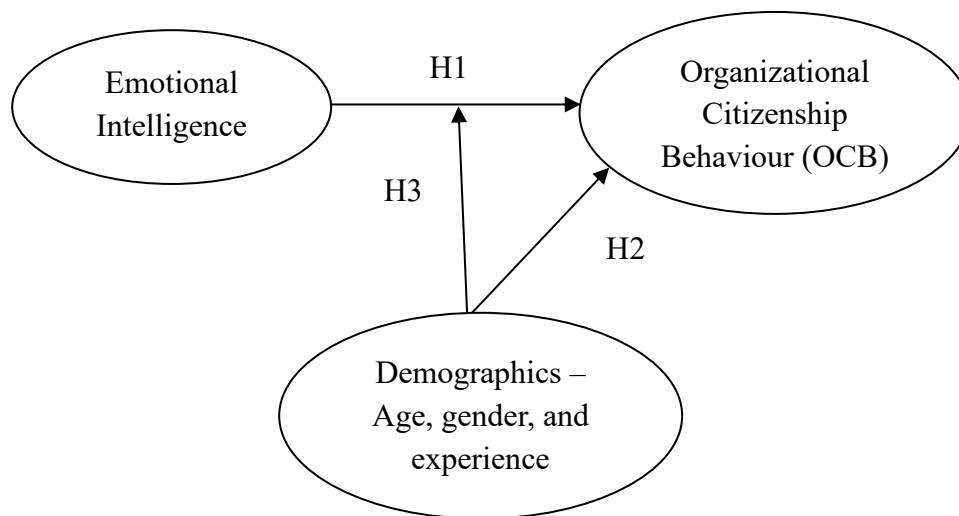 Emotional
Intelligence
H1
Organizational
Citizenship
Behaviour (OCB)
H3
H2
Demographics –
Age, gender, and
experience